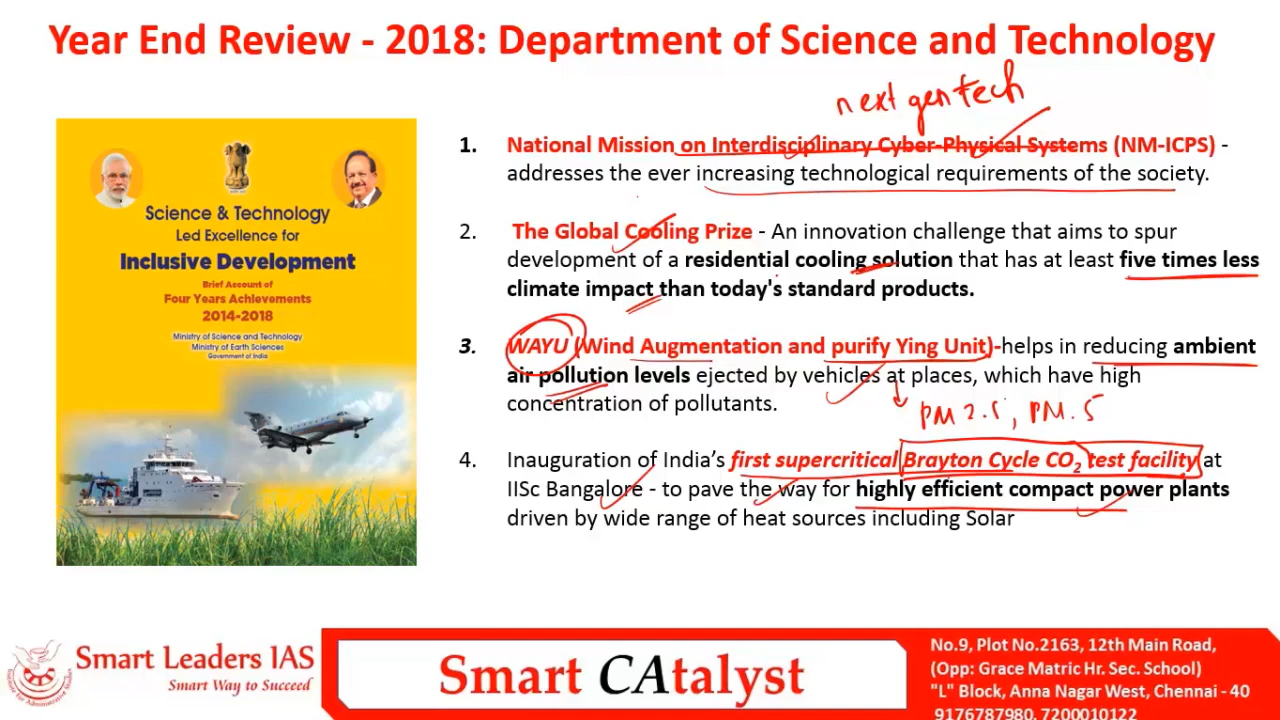 Year End Review - 2018: Department of Science and Technology
next gen tech
Science & Technology
Led Excellence for
Inclusive Development
Brief Account of
Four Years Achievements
2014-2018
Ministry of Science and Technology
Ministry of Earth Sciences
Government of India
1. National Mission on Interdisciplinary Cyber-Physical Systems (NM-ICPS) -
addresses the ever increasing technological requirements of the society.
2. The Global Cooling Prize - An innovation challenge that aims to spur
development of a residential cooling solution that has at least five times less
climate impact than today's standard products.
3. WAYU (Wind Augmentation and purify Ying Unit)-helps in reducing ambient
air pollution levels ejected by vehicles at places, which have high
concentration of pollutants.
PM 2.5, PM.5
4. Inauguration of India's first supercritical Brayton Cycle CO2 test facility at
IISc Bangalore - to pave the way for highly efficient compact power plants
driven by wide range of heat sources including Solar
Smart Leaders IAS
Smart Way to Succeed
Smart CAtalyst
No.9, Plot No.2163, 12th Main Road,
(Opp: Grace Matric Hr. Sec. School)
"L" Block, Anna Nagar West, Chennai - 40
9176787980, 7200010122